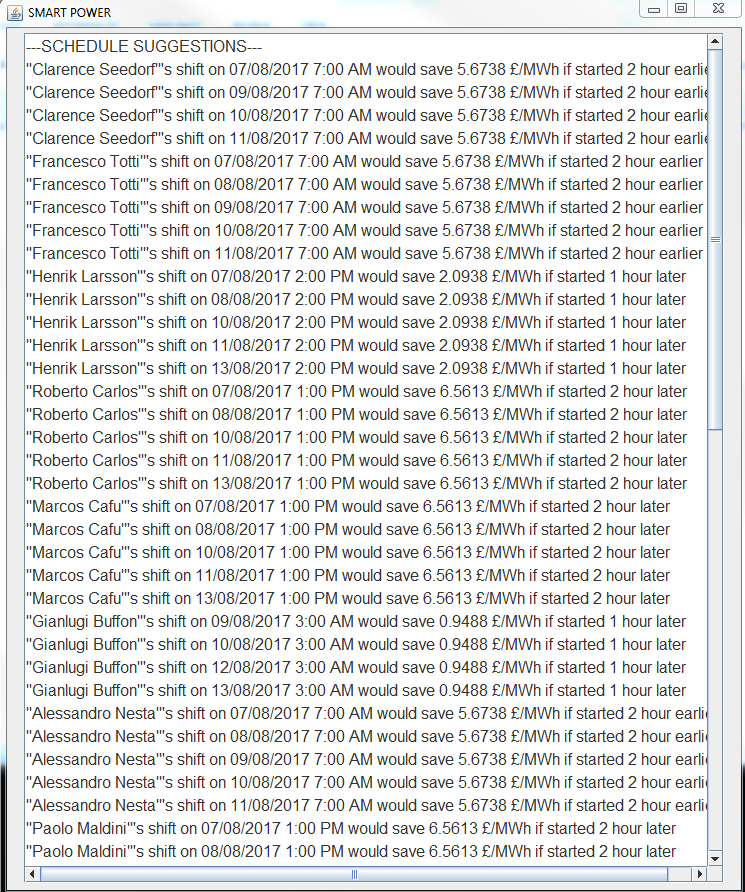 SMART POWER
---SCHEDULE SUGGESTIONS---
"Clarence Seedorf"'s shift on 07/08/2017 7:00 AM would save 5.6738 £/MWh if started 2 hour earlie
"Clarence Seedorf"'s shift on 09/08/2017 7:00 AM would save 5.6738 £/MWh if started 2 hour earlie
"Clarence Seedorf"'s shift on 10/08/2017 7:00 AM would save 5.6738 £/MWh if started 2 hour earlie
"Clarence Seedorf"'s shift on 11/08/2017 7:00 AM would save 5.6738 £/MWh if started 2 hour earlie
"Francesco Totti"'s shift on 07/08/2017 7:00 AM would save 5.6738 £/MWh if started 2 hour earlier
"Francesco Totti"'s shift on 08/08/2017 7:00 AM would save 5.6738 £/MWh if started 2 hour earlier
"Francesco Totti"'s shift on 09/08/2017 7:00 AM would save 5.6738 £/MWh if started 2 hour earlier
"Francesco Totti"'s shift on 10/08/2017 7:00 AM would save 5.6738 £/MWh if started 2 hour earlier
"Francesco Totti"'s shift on 11/08/2017 7:00 AM would save 5.6738 £/MWh if started 2 hour earlier
"Henrik Larsson"'s shift on 07/08/2017 2:00 PM would save 2.0938 £/MWh if started 1 hour later
"Henrik Larsson"'s shift on 08/08/2017 2:00 PM would save 2.0938 £/MWh if started 1 hour later
"Henrik Larsson"'s shift on 10/08/2017 2:00 PM would save 2.0938 £/MWh if started 1 hour later
"Henrik Larsson"'s shift on 11/08/2017 2:00 PM would save 2.0938 £/MWh if started 1 hour later
"Henrik Larsson"'s shift on 13/08/2017 2:00 PM would save 2.0938 £/MWh if started 1 hour later
"Roberto Carlos"'s shift on 07/08/2017 1:00 PM would save 6.5613 £/MWh if started 2 hour later
"Roberto Carlos"'s shift on 08/08/2017 1:00 PM would save 6.5613 £/MWh if started 2 hour later
"Roberto Carlos"'s shift on 10/08/2017 1:00 PM would save 6.5613 £/MWh if started 2 hour later
"Roberto Carlos"'s shift on 11/08/2017 1:00 PM would save 6.5613 £/MWh if started 2 hour later
"Roberto Carlos"'s shift on 13/08/2017 1:00 PM would save 6.5613 £/MWh if started 2 hour later
"Marcos Cafu"'s shift on 07/08/2017 1:00 PM would save 6.5613 £/MWh if started 2 hour later
"Marcos Cafu"'s shift on 08/08/2017 1:00 PM would save 6.5613 £/MWh if started 2 hour later
"Marcos Cafu"'s shift on 10/08/2017 1:00 PM would save 6.5613 £/MWh if started 2 hour later
"Marcos Cafu"'s shift on 11/08/2017 1:00 PM would save 6.5613 £/MWh if started 2 hour later
"Marcos Cafu"'s shift on 13/08/2017 1:00 PM would save 6.5613 £/MWh if started 2 hour later
"Gianlugi Buffon"'s shift on 09/08/2017 3:00 AM would save 0.9488 £/MWh if started 1 hour later
"Gianlugi Buffon"'s shift on 10/08/2017 3:00 AM would save 0.9488 £/MWh if started 1 hour later
"Gianlugi Buffon"'s shift on 12/08/2017 3:00 AM would save 0.9488 £/MWh if started 1 hour later
"Gianlugi Buffon"'s shift on 13/08/2017 3:00 AM would save 0.9488 £/MWh if started 1 hour later
"Alessandro Nesta"'s shift on 07/08/2017 7:00 AM would save 5.6738 £/MWh if started 2 hour earli
"Alessandro Nesta"'s shift on 08/08/2017 7:00 AM would save 5.6738 £/MWh if started 2 hour earli
"Alessandro Nesta"'s shift on 09/08/2017 7:00 AM would save 5.6738 £/MWh if started 2 hour earli
"Alessandro Nesta"'s shift on 10/08/2017 7:00 AM would save 5.6738 £/MWh if started 2 hour earli
"Alessandro Nesta"'s shift on 11/08/2017 7:00 AM would save 5.6738 £/MWh if started 2 hour earli
"Paolo Maldini"'s shift on 07/08/2017 1:00 PM would save 6.5613 £/MWh if started 2 hour later
"Paolo Maldini"'s shift on 08/08/2017 1:00 PM would save 6.5613 £/MWh if started 2 hour later